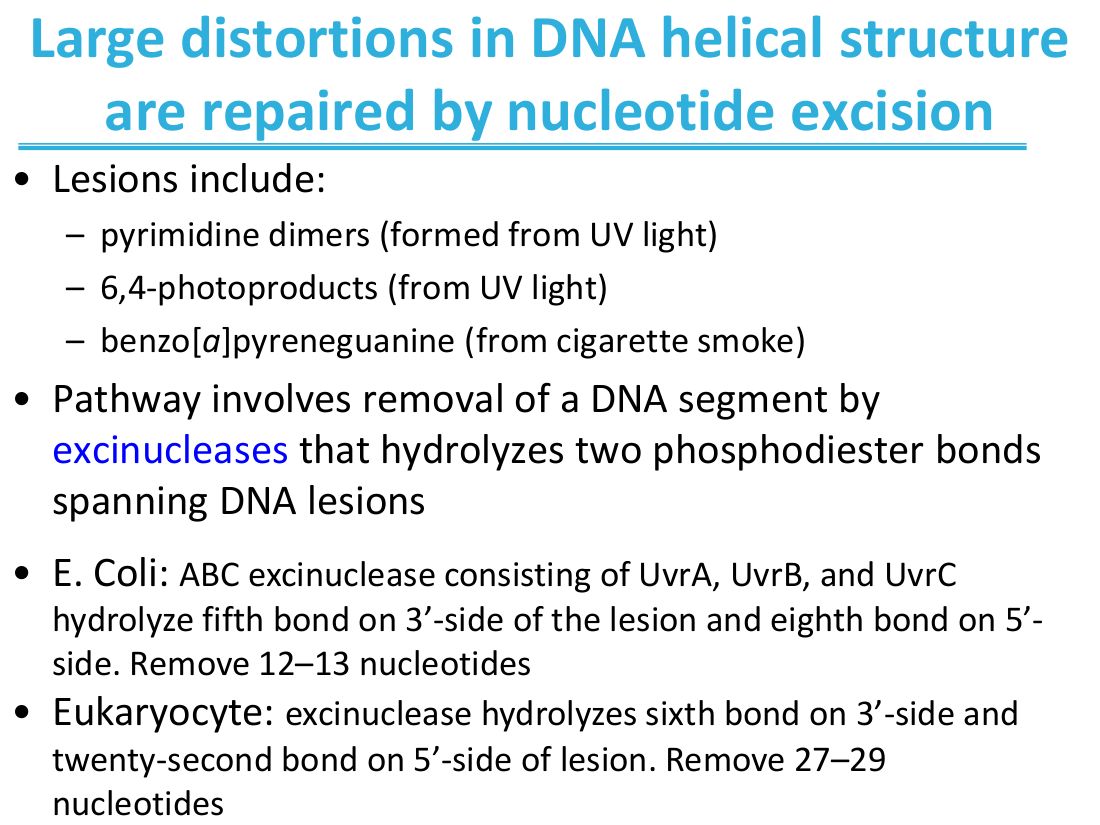 Large distortions in DNA helical structure
are repaired by nucleotide excision
• Lesions include:
– pyrimidine dimers (formed from UV light)
– 6,4-photoproducts (from UV light)
– benzo[a]pyreneguanine (from cigarette smoke)
• Pathway involves removal of a DNA segment by
excinucleases that hydrolyzes two phosphodiester bonds
spanning DNA lesions
• E. Coli: ABC excinuclease consisting of UvrA, UvrB, and UvrC
hydrolyze fifth bond on 3’-side of the lesion and eighth bond on 5’-
side. Remove 12–13 nucleotides
• Eukaryocyte: excinuclease hydrolyzes sixth bond on 3’-side and
twenty-second bond on 5’-side of lesion. Remove 27–29
nucleotides